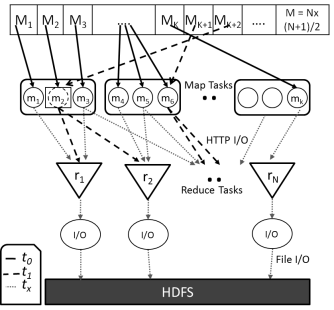 M1 M2 M3 .... MK MK+1 MK+2 .... M = Nx (N+1)/2
Map Tasks
m1 m2 m3 m4 m5 m6 mk
HTTP I/O
r1 r2 rN
Reduce Tasks
I/O I/O I/O
File I/O
t0
t1
tx
HDFS